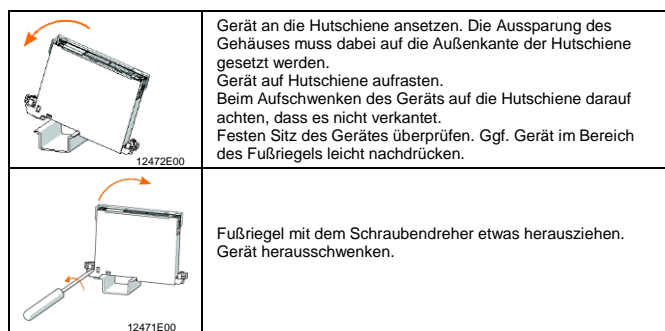 Gerät an die Hutschiene ansetzen. Die Aussparung des
Gehäuses muss dabei auf die Außenkante der Hutschiene
gesetzt werden.
Gerät auf Hutschiene aufrasten.
Beim Aufschwenken des Geräts auf die Hutschiene darauf
achten, dass es nicht verkantet.
Festen Sitz des Gerätes überprüfen. Ggf. Gerät im Bereich
des Fußriegels leicht nachdrücken.
12472E00
Fußriegel mit dem Schraubendreher etwas herausziehen.
Gerät herausschwenken.
12471E00